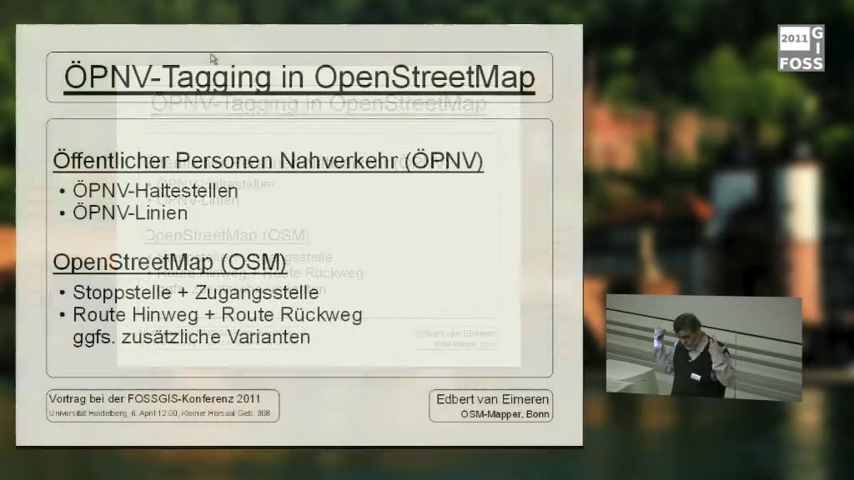 2011 GI
FOSS
ÖPNV-Tagging in OpenStreetMap
Öffentlicher Personen Nahverkehr (ÖPNV)
• ÖPNV-Haltestellen
• ÖPNV-Linien
OpenStreetMap (OSM)
• Stoppstelle + Zugangsstelle
• Route Hinweg + Route Rückweg
ggfs. zusätzliche Varianten
Vortrag bei der FOSSGIS-Konferenz 2011
Universität Heidelberg, 6. April 12:00, Kleiner Hörsaal Geb. 308
Edbert van Eimeren
OSM-Mapper, Bonn